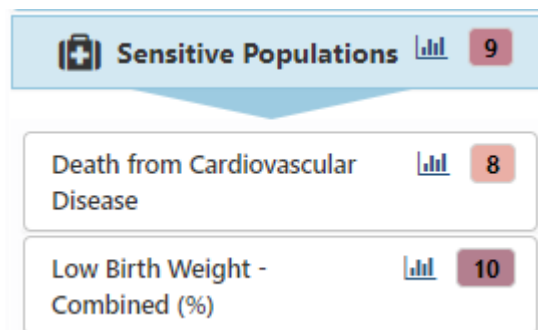 Sensitive Populations 9
Death from Cardiovascular 8
Disease
Low Birth Weight - 10
Combined (%)